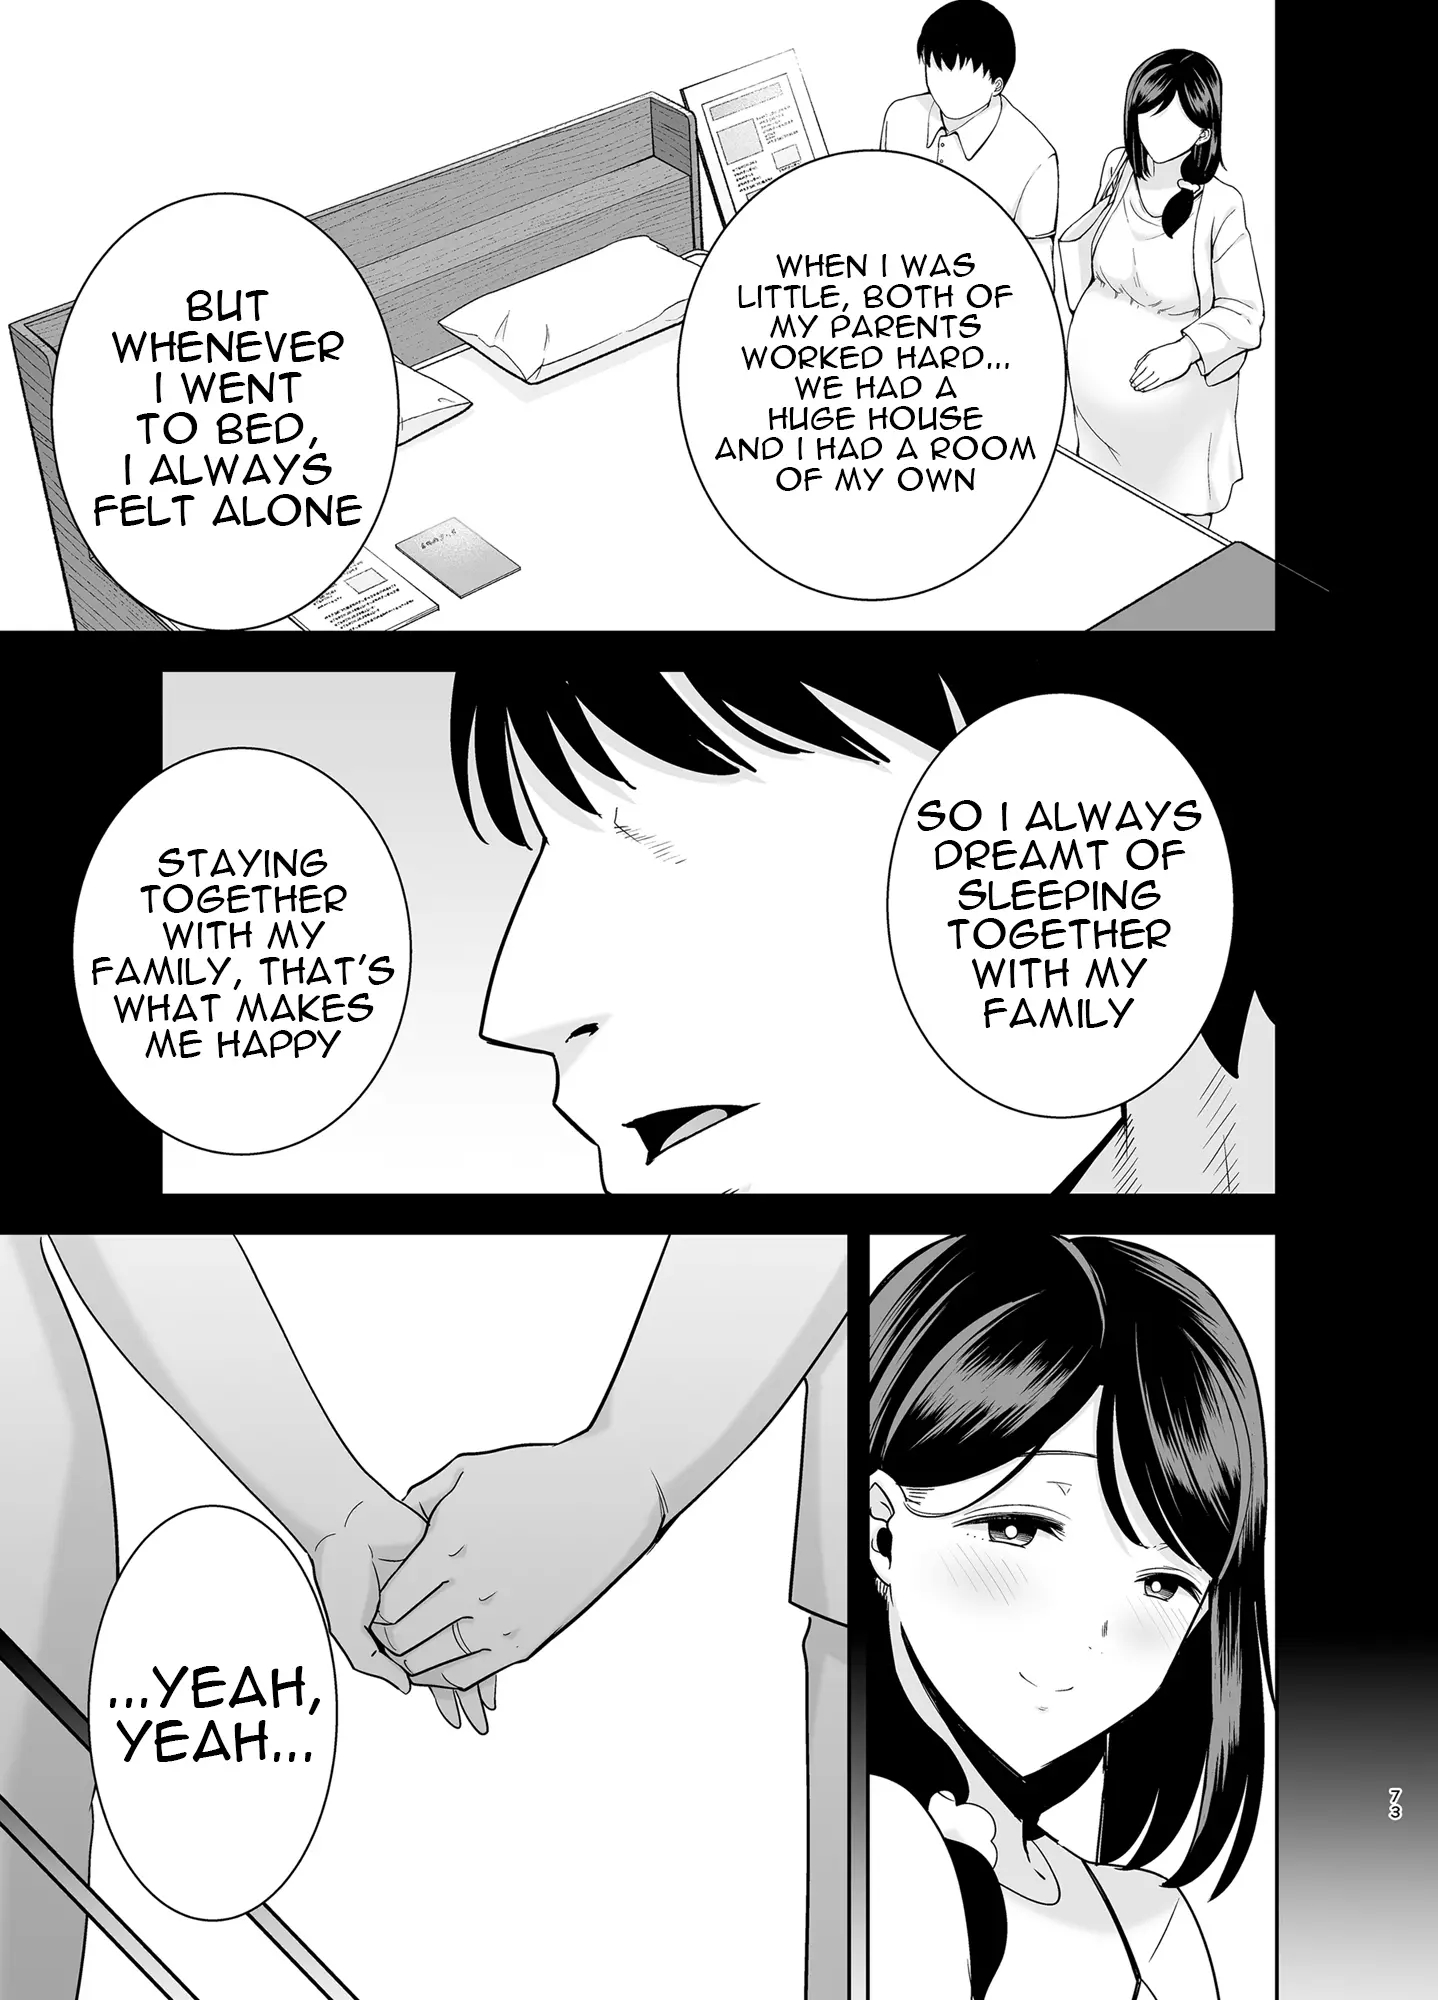 WHEN I WAS
LITTLE, BOTH OF
MY PARENTS
WORKED HARD...
WE HAD A
HUGE HOUSE
AND I HAD A ROOM
OF MY OWN
BUT
WHENEVER
I WENT
TO BED,
I ALWAYS
FELT ALONE
SO I ALWAYS
DREAMT OF
SLEEPING
TOGETHER
WITH MY
FAMILY
STAYING
TOGETHER
WITH MY
FAMILY, THAT'S
WHAT MAKES
ME HAPPY
...YEAH,
YEAH...
73